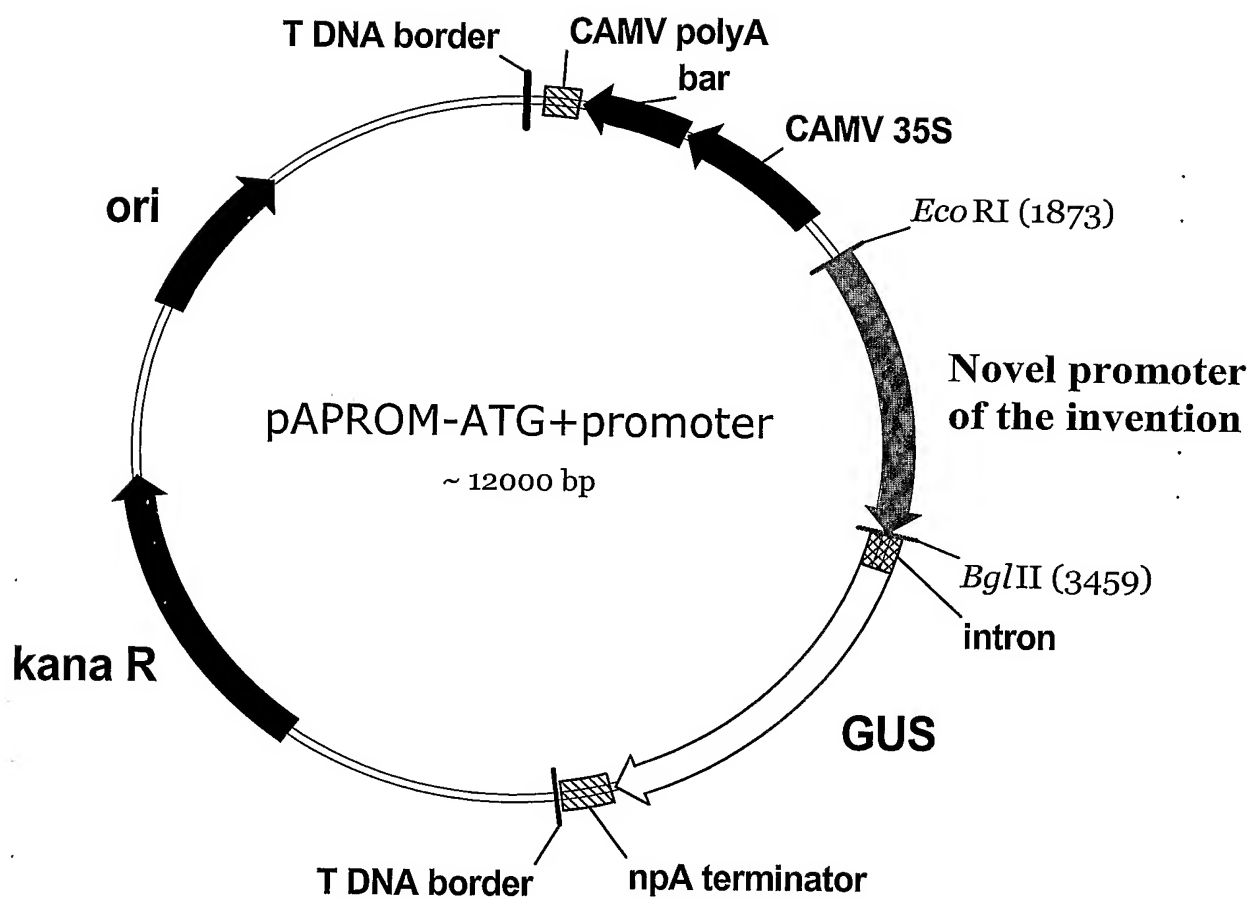 T DNA border
CAMV polyA
bar
CAMV 35S
ori
EcoRI (1873)
Novel promoter
of the invention
pAPROM-ATG+promoter
~ 12000 bp
BglII (3459)
intron
kana R
GUS
T DNA border
npA terminator